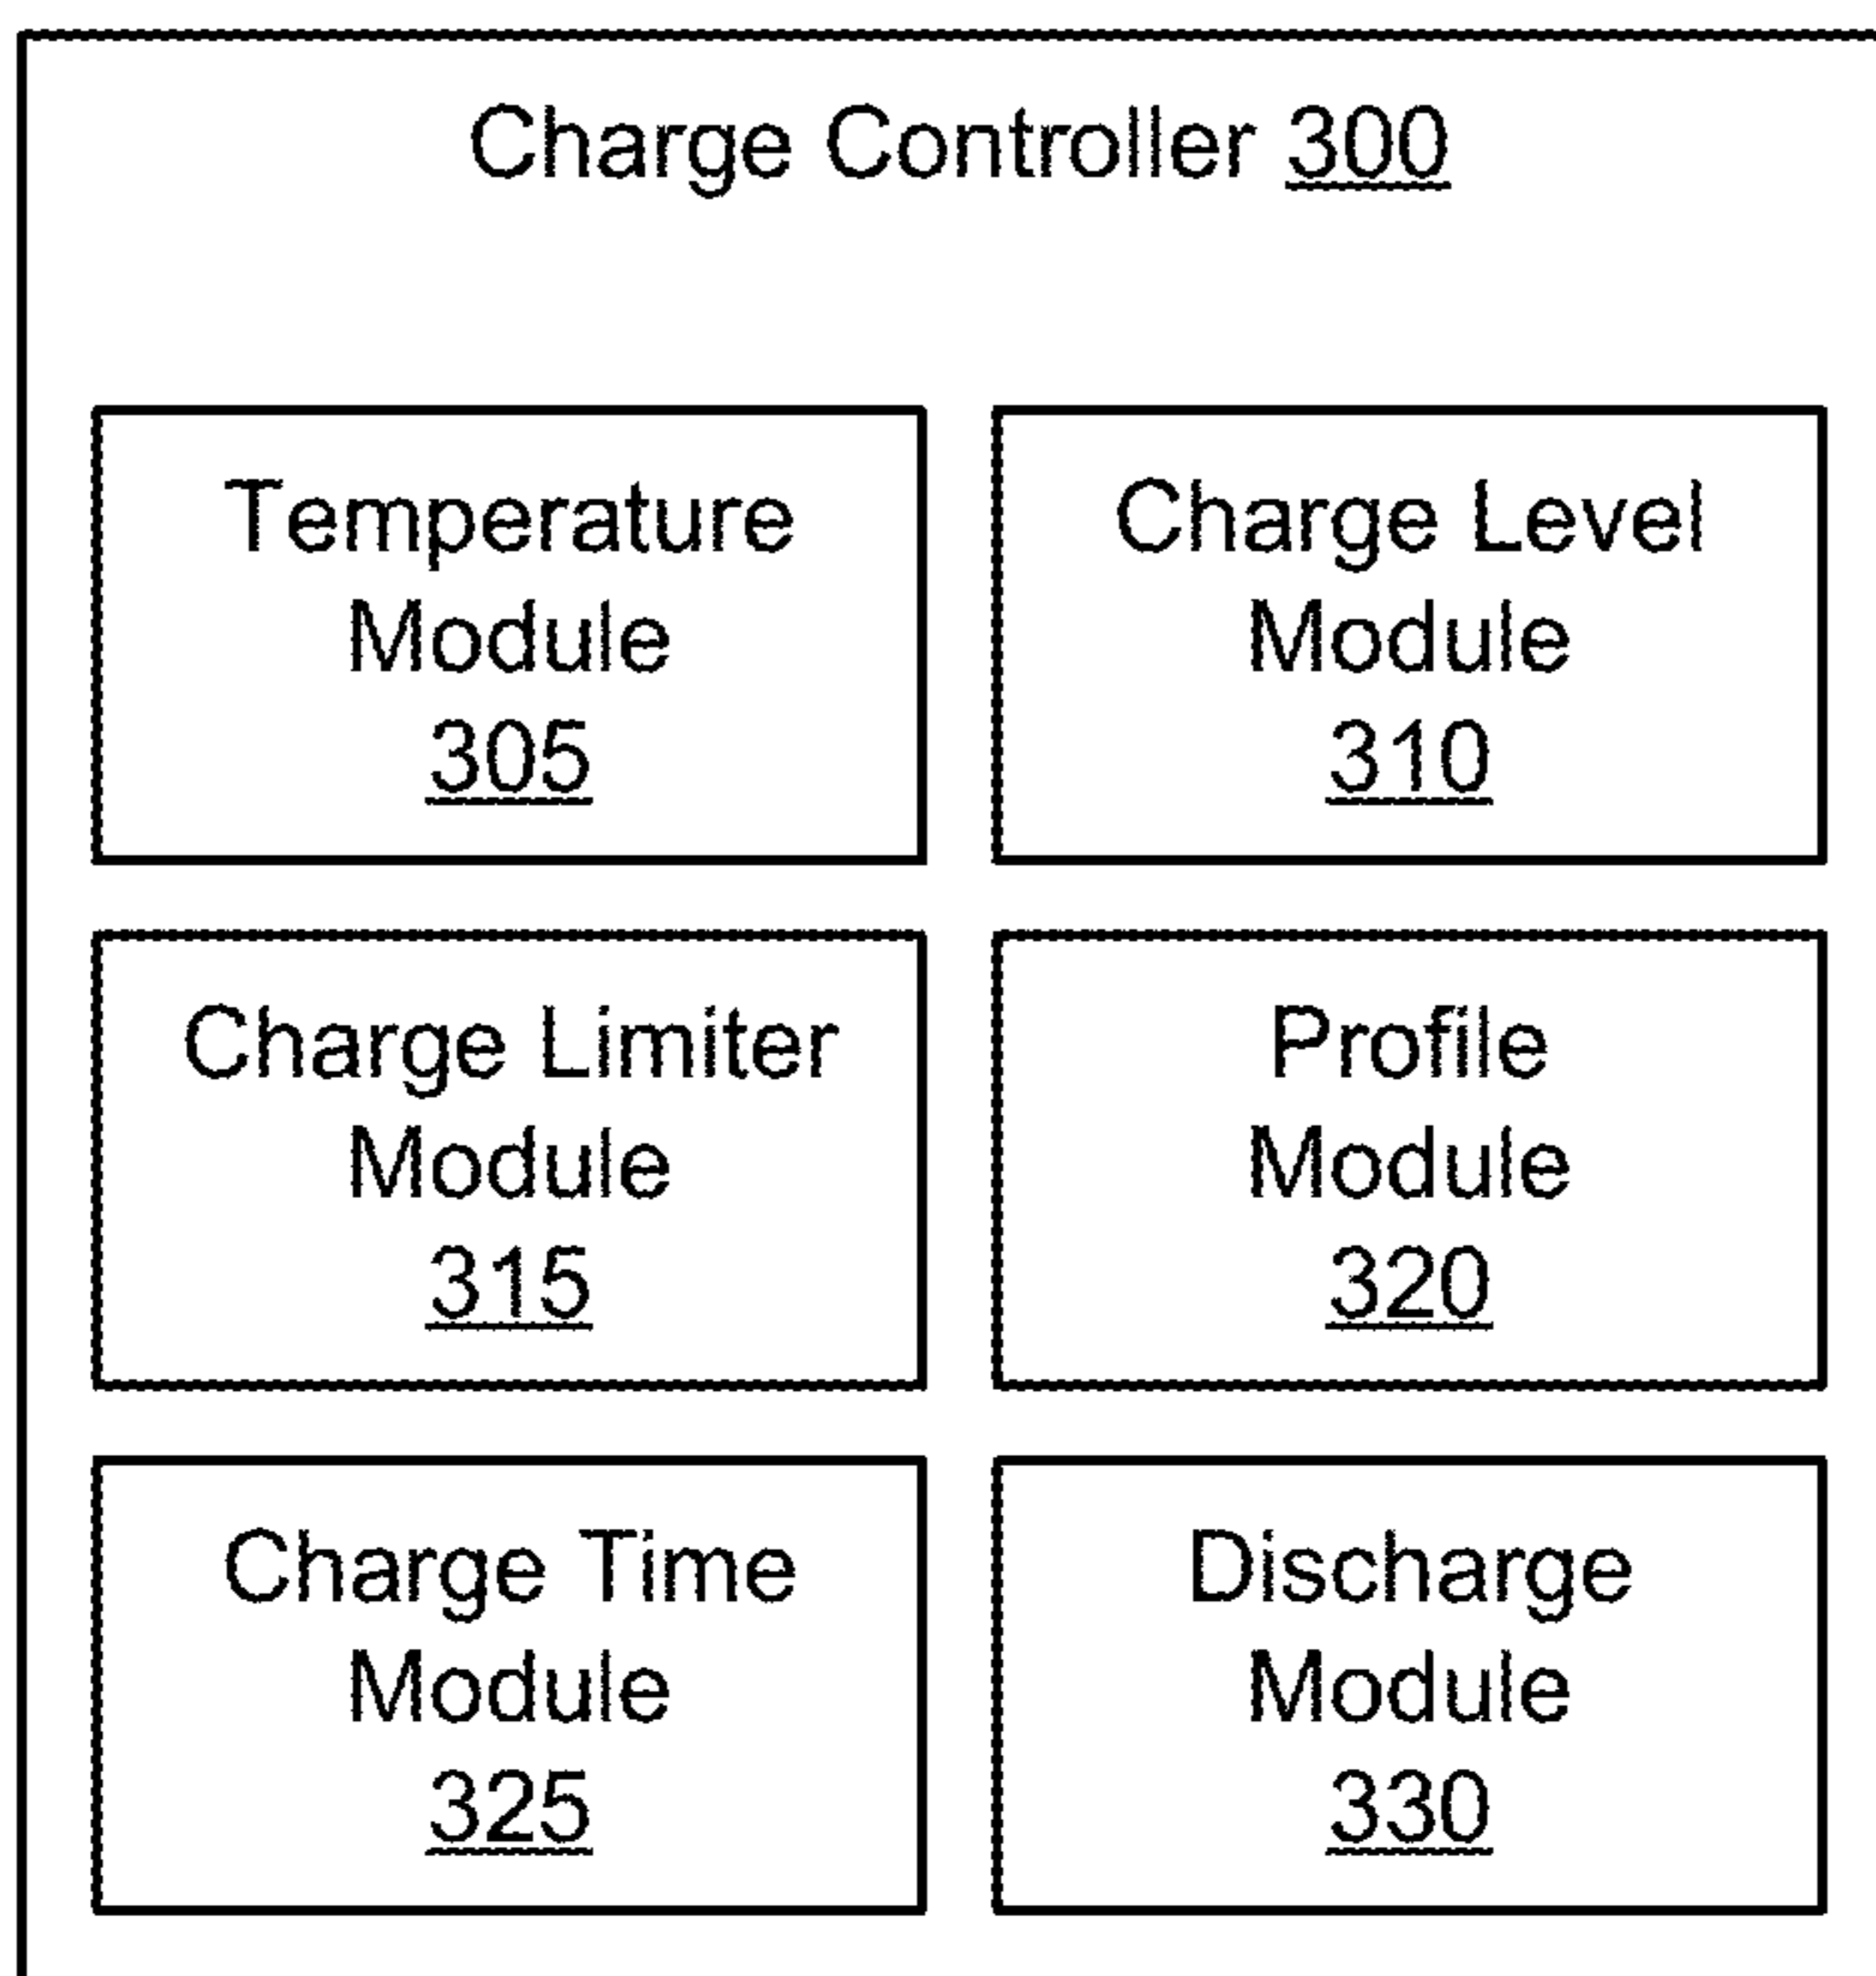 Charge Controller 300
Temperature
Module
305
Charge Level
Module
310
Charge Limiter
Module
315
Profile
Module
320
Charge Time
Module
325
Discharge
Module
330